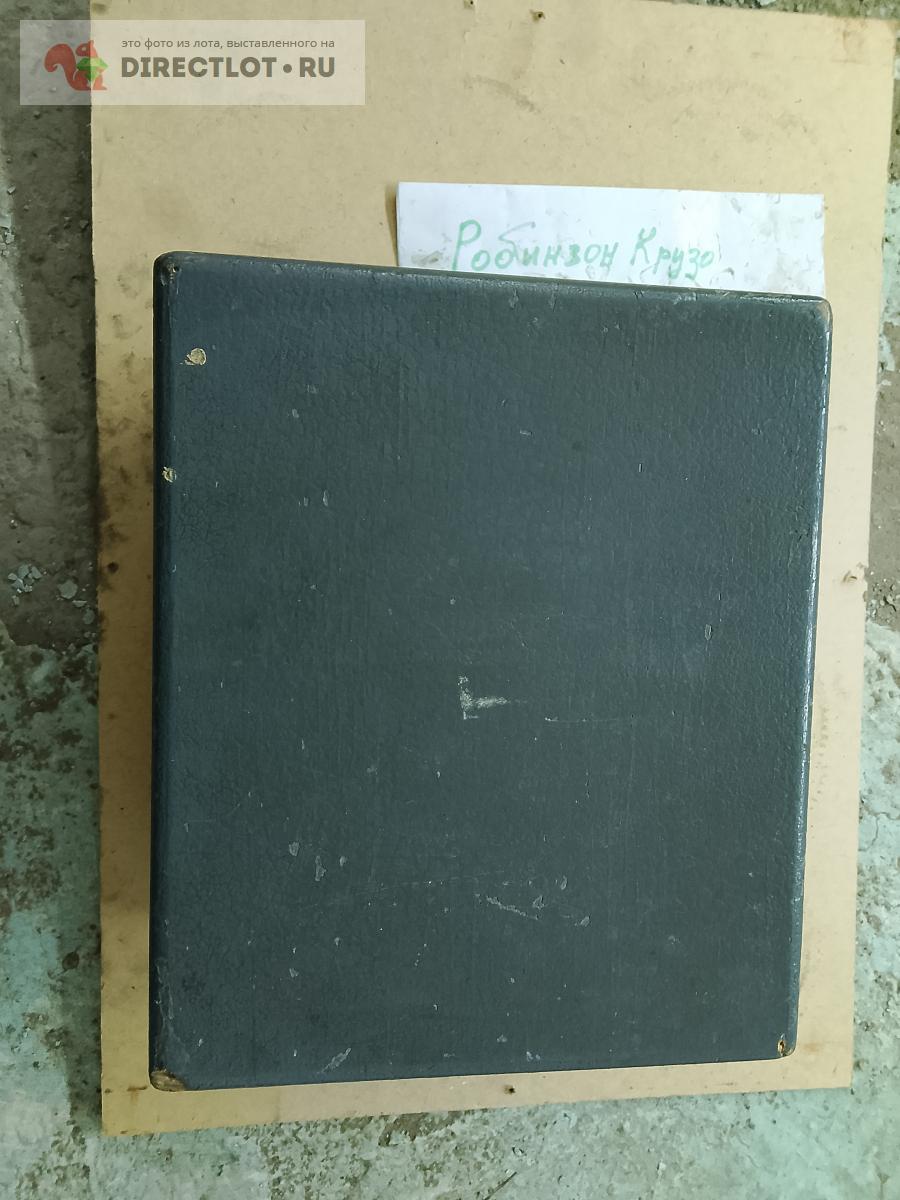 это фото из лота, выставленного на
DIRECTLOT•RU
Робинзон Крузо